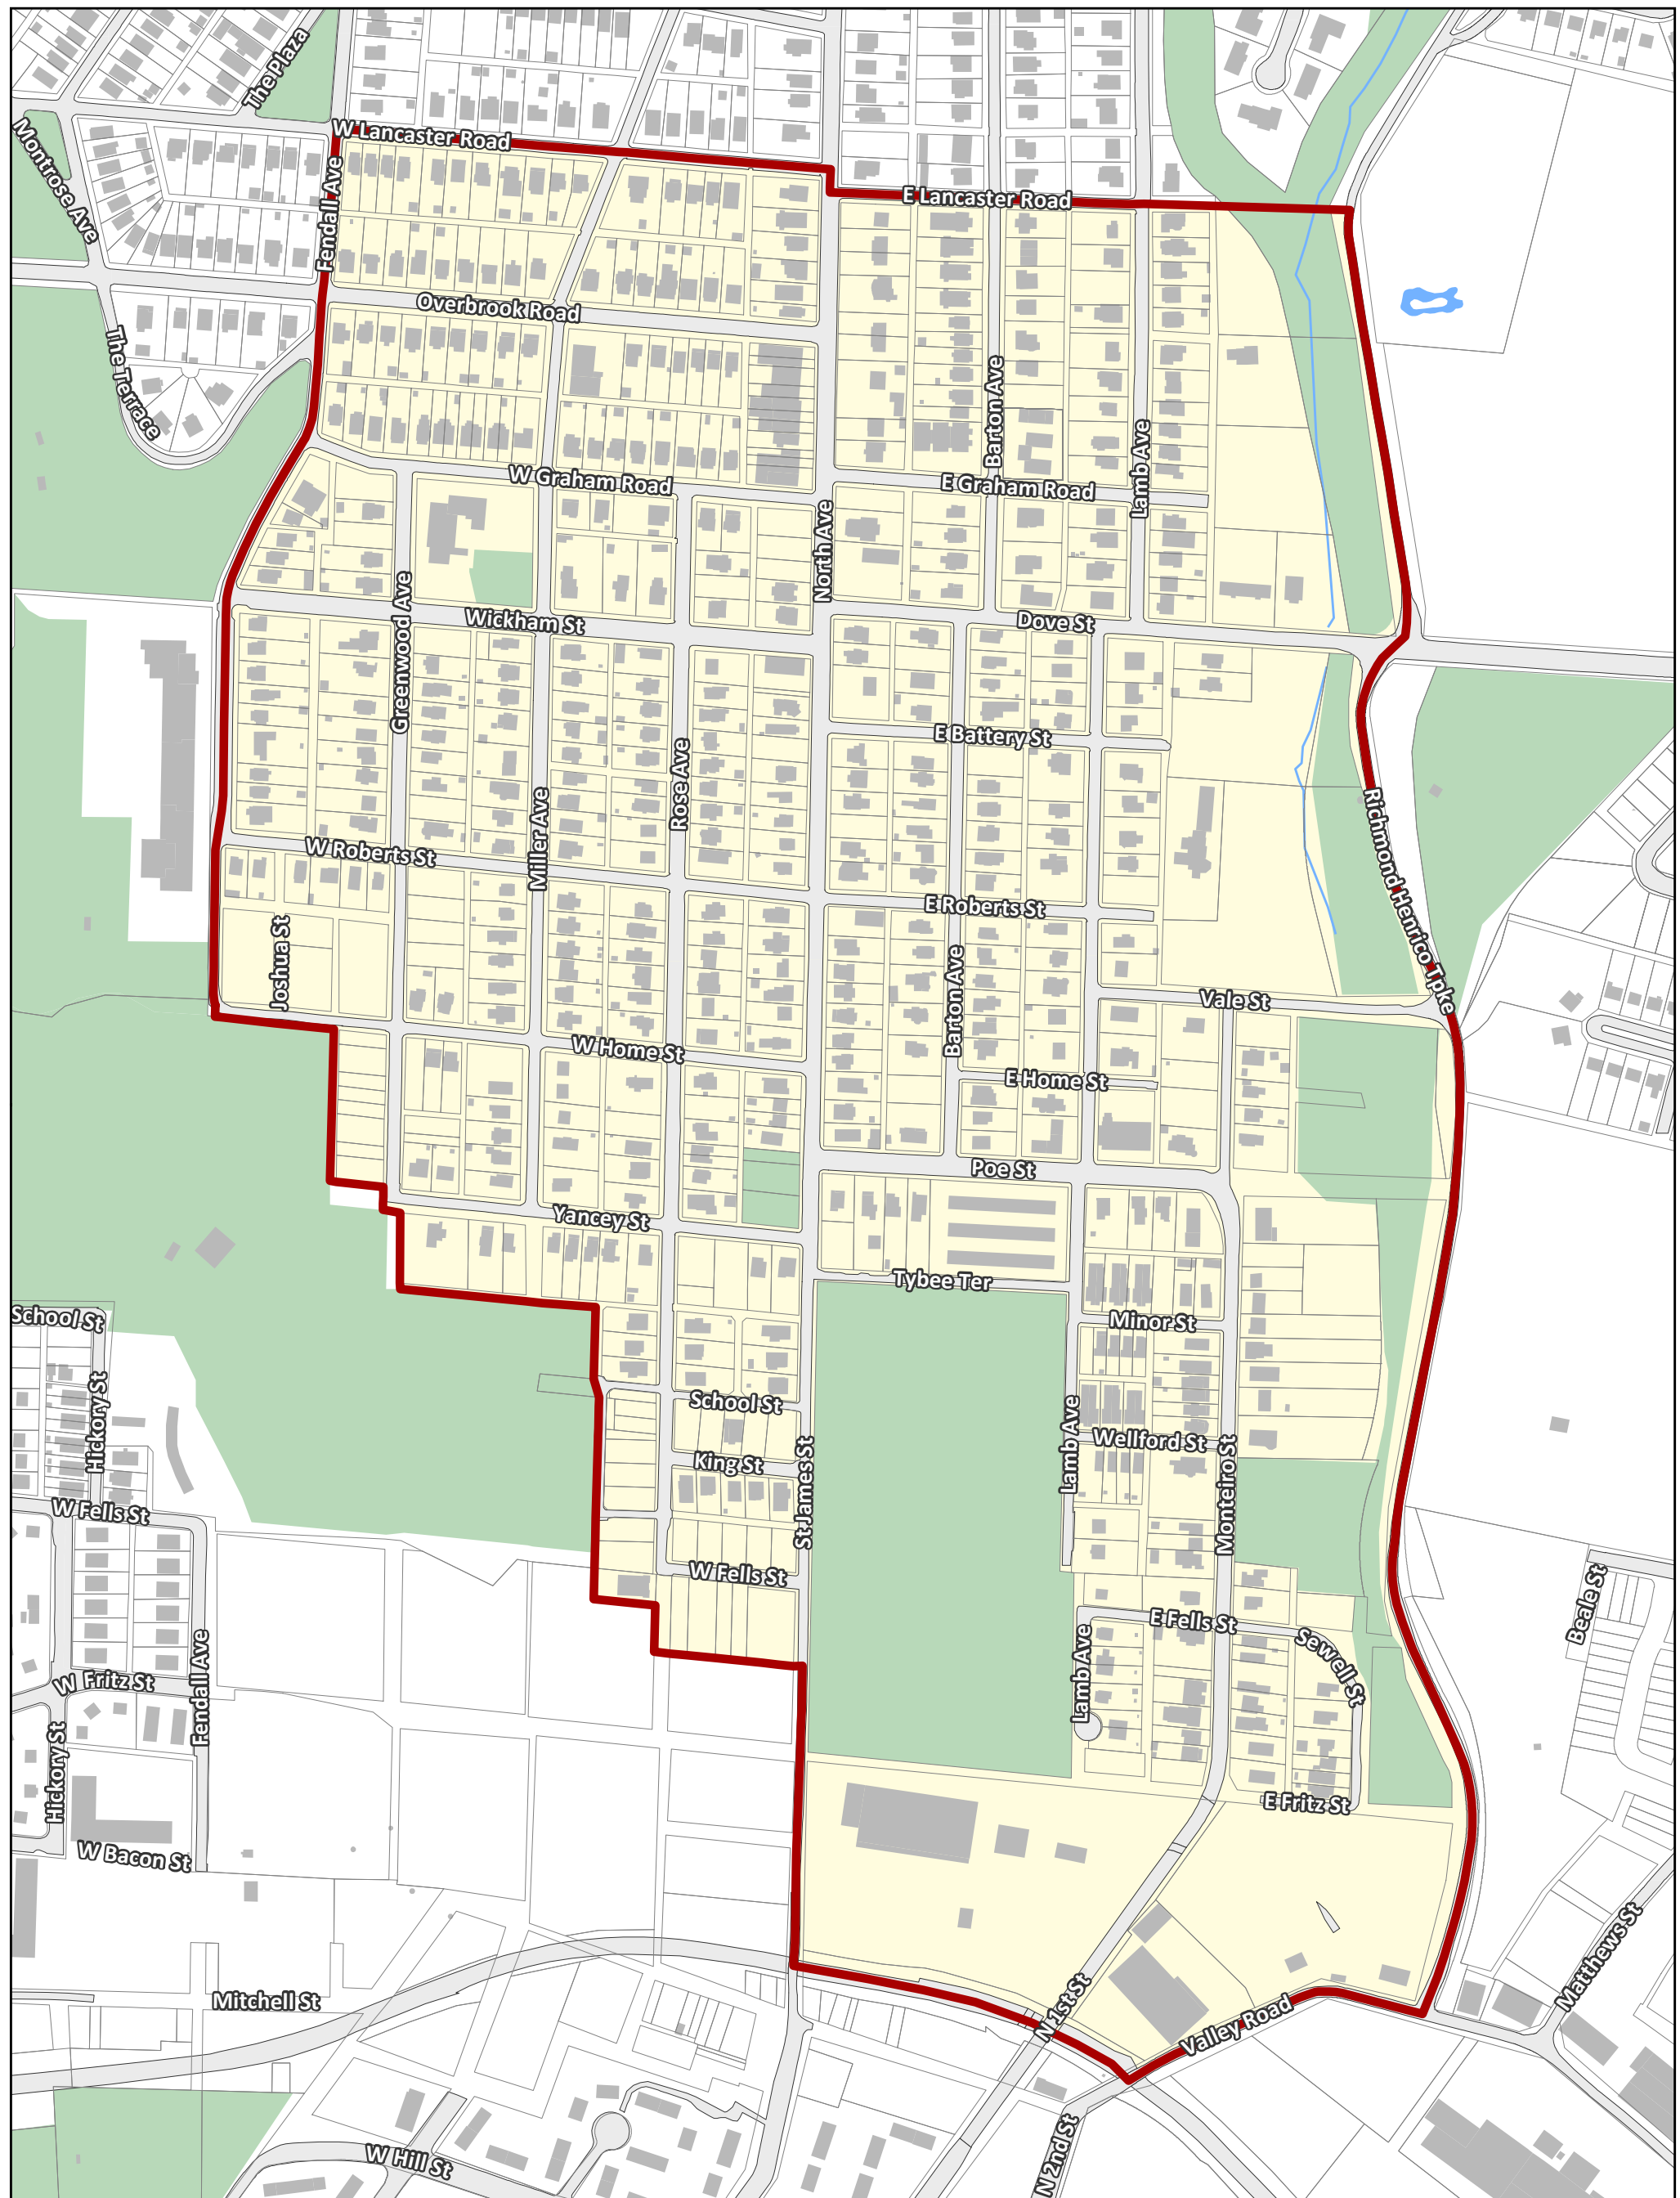 The Plaza
W Lancaster Road
Montrose Ave
Fendall Ave
E Lancaster Road
Overbrook Road
The Terrace
Barton Ave
Lamb Ave
W Graham Road
E Graham Road
North Ave
Greenwood Ave
Wickham St
Dove St
E Battery St
Rose Ave
Miller Ave
Richmond Henrico Tpke
W Roberts St
E Roberts St
Joshua St
Barton Ave
Vale St
W Home St
E Home St
Poe St
Yancey St
Tybee Ter
School St
Minor St
Hickory St
School St
Lamb Ave
Wellford St
King St
St James St
Monteiro St
W Fells St
W Fells St
Beale St
E Fells St
Sewell St
Lamb Ave
W Fritz St
Fendall Ave
Hickory St
E Fritz St
W Bacon St
Matthews St
Mitchell St
N 1st St
Valley Road
W Hill St
N 2nd St